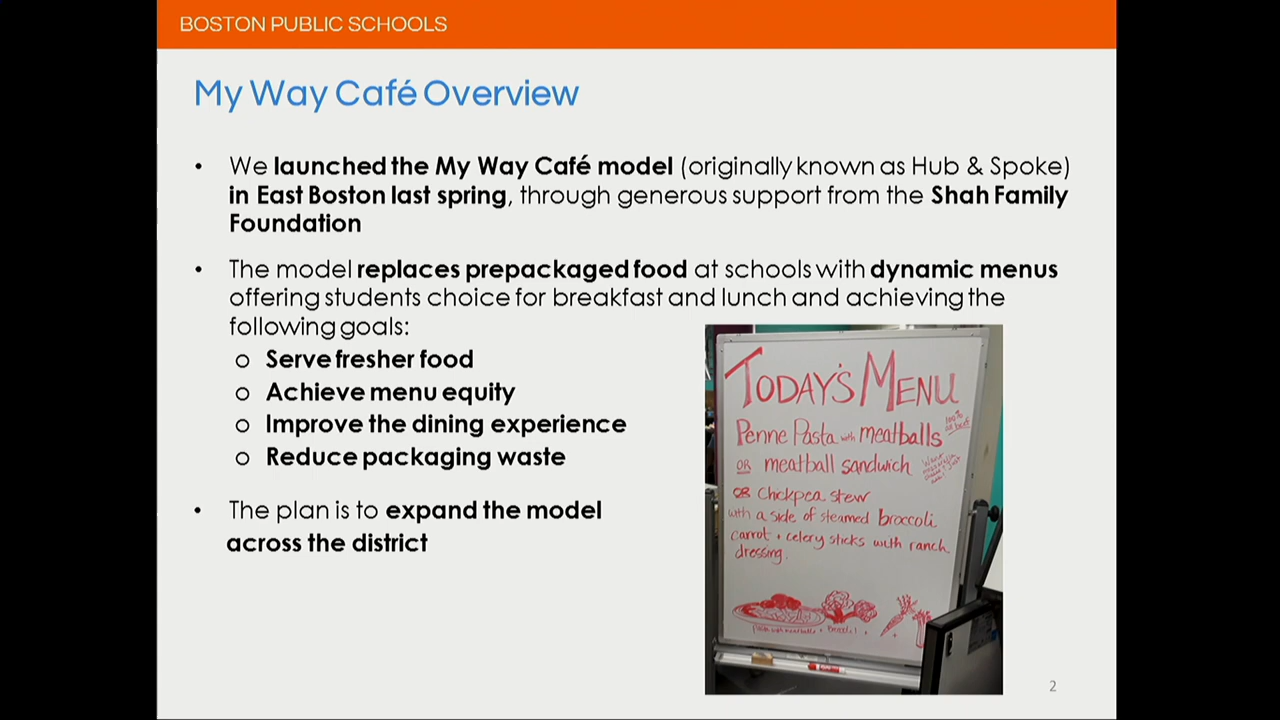 BOSTON PUBLIC SCHOOLS
My Way Café Overview
• We launched the My Way Café model (originally known as Hub & Spoke)
in East Boston last spring, through generous support from the Shah Family
Foundation
• The model replaces prepackaged food at schools with dynamic menus
offering students choice for breakfast and lunch and achieving the
following goals:
o Serve fresher food
o Achieve menu equity
o Improve the dining experience
o Reduce packaging waste
• The plan is to expand the model
across the district
TODAY'S MENU
Penne Pasta with meatballs
OR meatball sandwich
OR Chickpea stew
with a side of steamed broccoli
carrot + celery sticks with ranch
dressing.
2